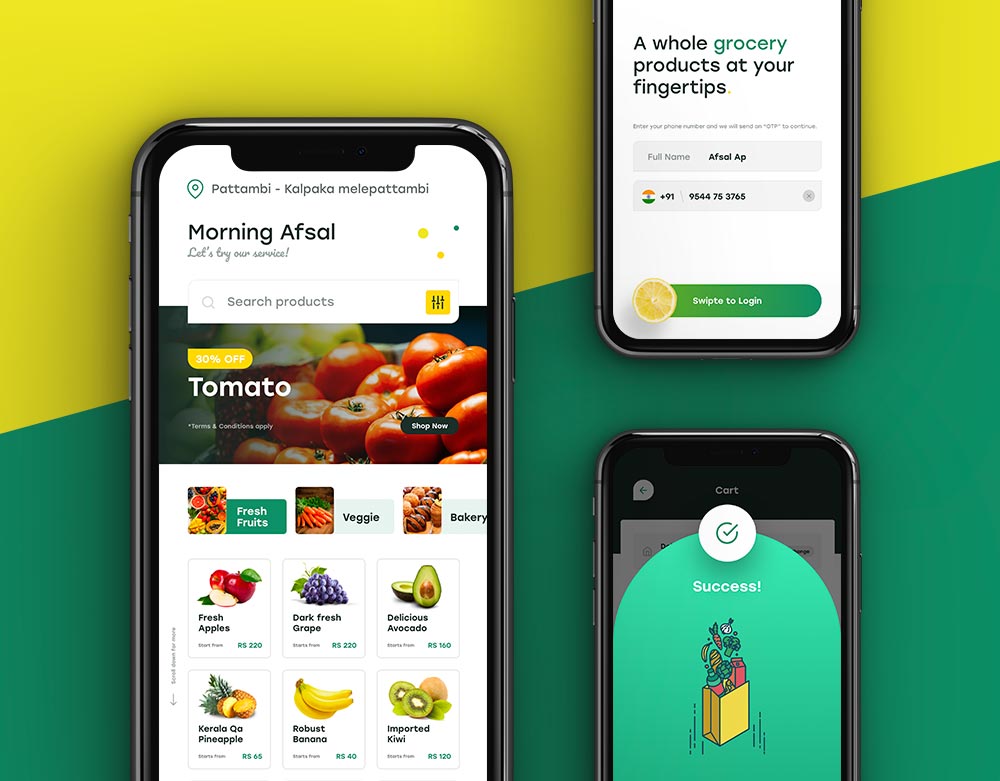 A whole grocery
products at your
fingertips.
Enter your phone number and we will send an "OTP" to continue.
Full Name Afsal Ap
+91 9544 75 3765
Swipte to Login
Pattambi - Kalpaka melepattambi
Morning Afsal
Let's try our service!
Search products
30% OFF
Tomato
*Terms & Conditions apply
Shop Now
Fresh
Fruits
Veggie
Bakery
Fresh
Apples
Start from RS 220
Dark fresh
Grape
Starts from RS 220
Delicious
Avocado
Starts from RS 160
Scroll down for more
Kerala Qa
Pineapple
Starts from RS 65
Robust
Banana
Starts from RS 40
Imported
Kiwi
Starts from RS 120
Cart
Success!